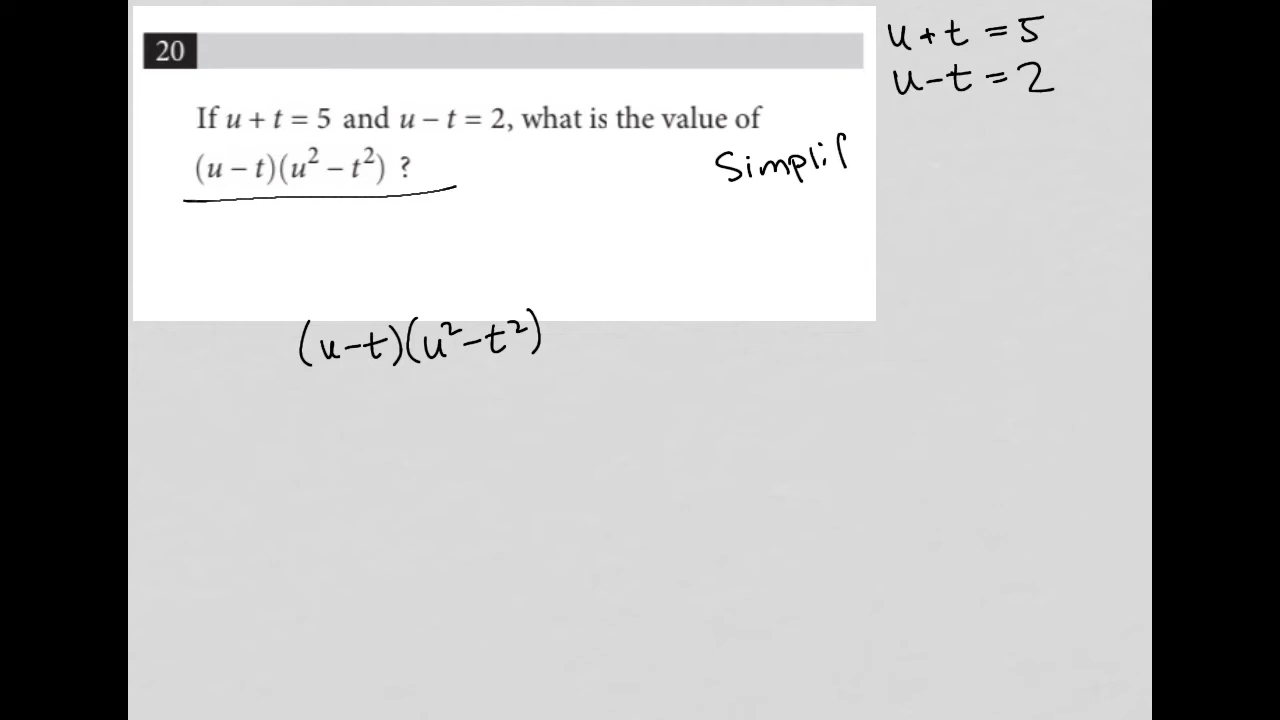 20
If u + t = 5 and u − t = 2, what is the value of
(u − t)(u² − t²) ?
u + t = 5
u − t = 2
Simplif
(u−t)(u²−t²)